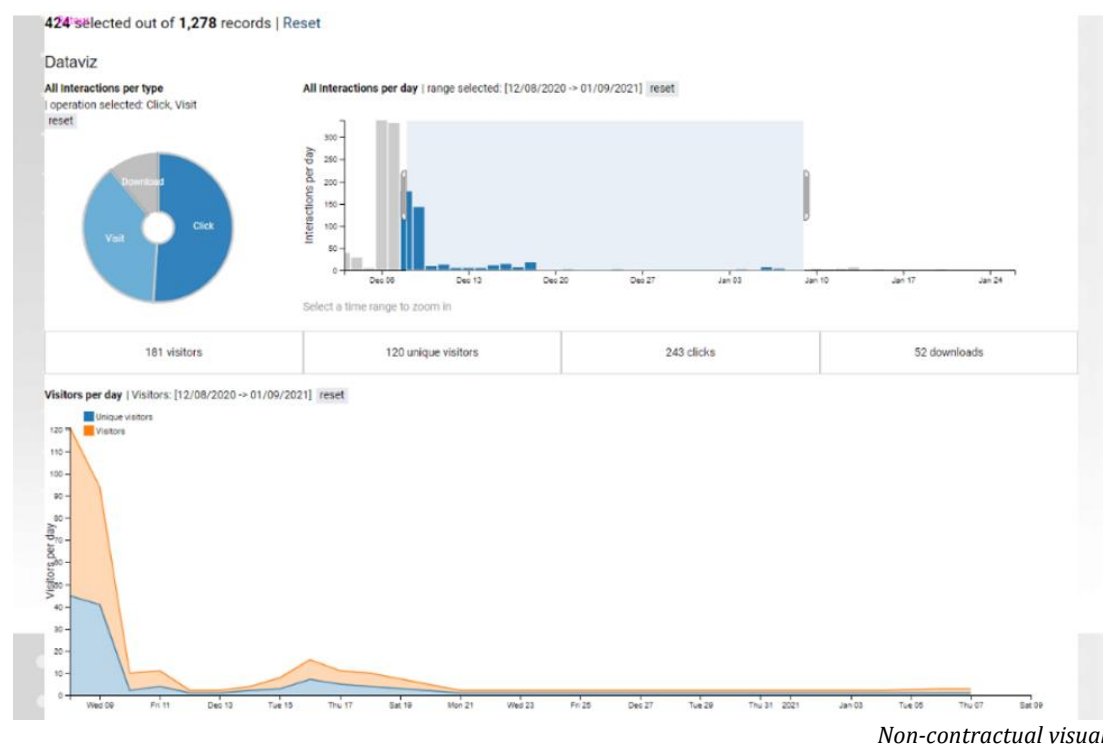 424 selected out of 1,278 records | Reset
Dataviz
All Interactions per type
| operation selected: Click, Visit
reset
Download
Visit
Click
All Interactions per day | range selected: [12/08/2020 -> 01/09/2021] reset
Interactions per day
300
250
200
150
100
50
0
Dec 06
Dec 13
Dec 20
Dec 27
Jan 03
Jan 10
Jan 17
Jan 24
Select a time range to zoom in
181 visitors
120 unique visitors
243 clicks
52 downloads
Visitors per day | Visitors: [12/08/2020 -> 01/09/2021] reset
Unique visitors
Visitors
Visitors per day
120
110
100
90
80
70
60
50
40
30
20
10
0
Wed 09
Fri 11
Dec 13
Tue 15
Thu 17
Sat 19
Mon 21
Wed 23
Fri 25
Dec 27
Tue 29
Thu 31
2021
Jan 03
Tue 05
Thu 07
Sat 09
Non-contractual visual